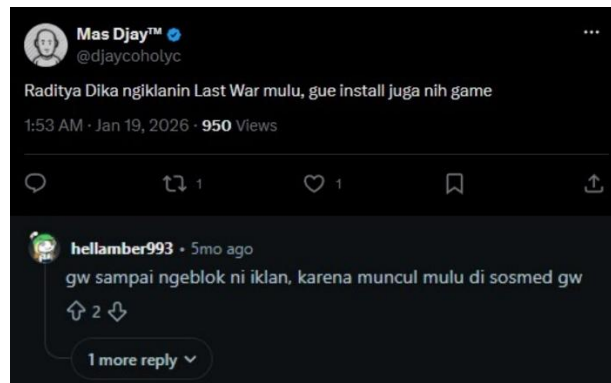 Mas Djay™
@djaycoholyc
Raditya Dika ngiklanin Last War mulu, gue install juga nih game
1:53 AM · Jan 19, 2026 · 950 Views
1 1
hellamber993 • 5mo ago
gw sampai ngeblok ni iklan, karena muncul mulu di sosmed gw
2
1 more reply